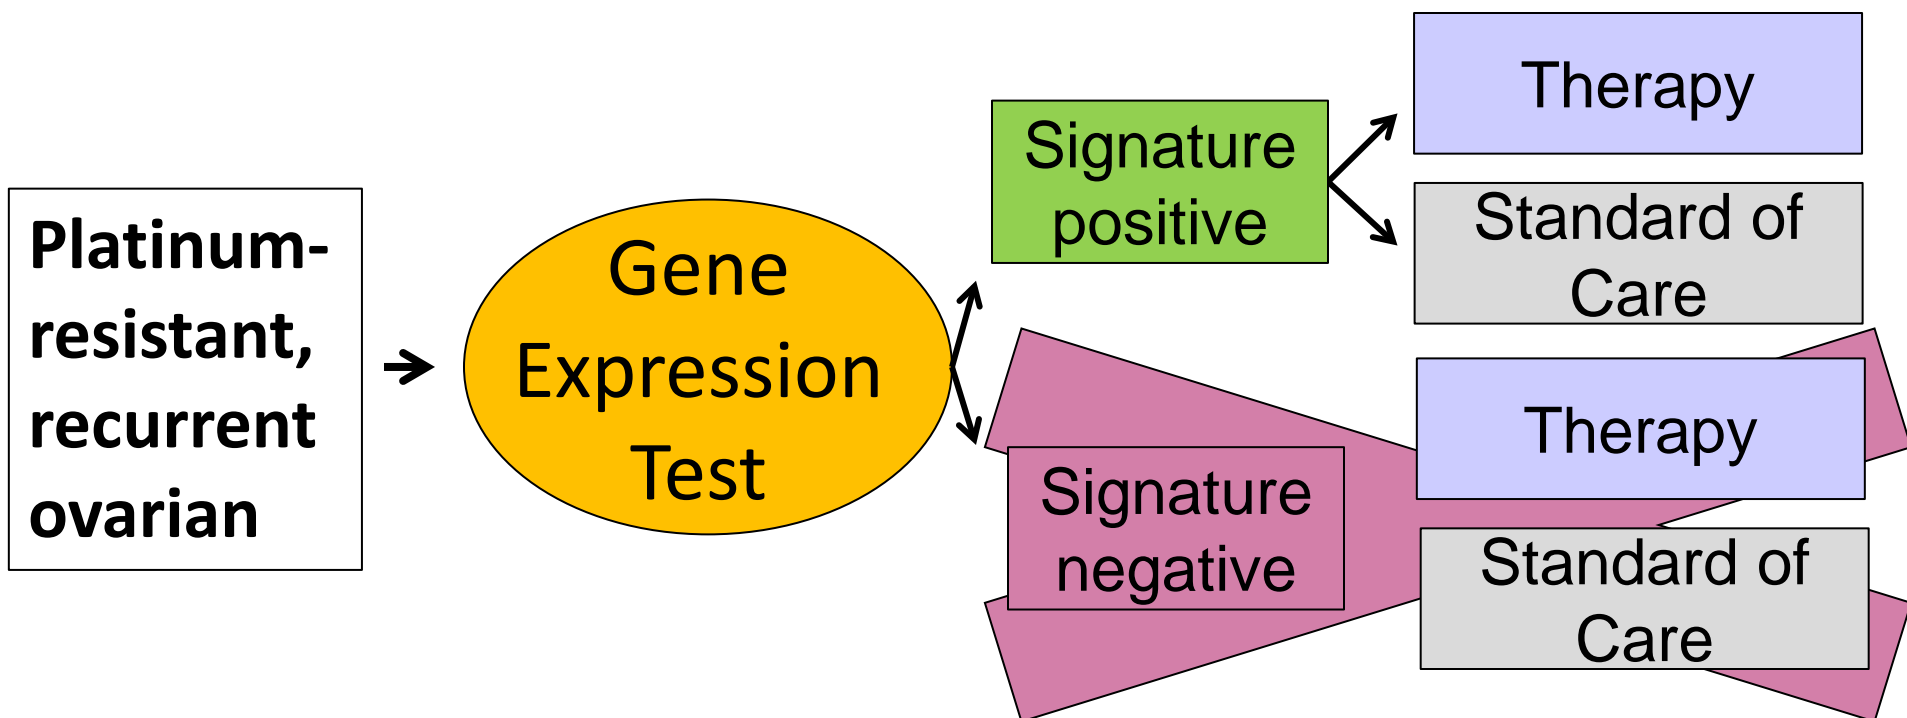 Platinum-
resistant,
recurrent
ovarian
Gene
Expression
Test
Signature
positive
Therapy
Standard of
Care
Signature
negative
Therapy
Standard of
Care